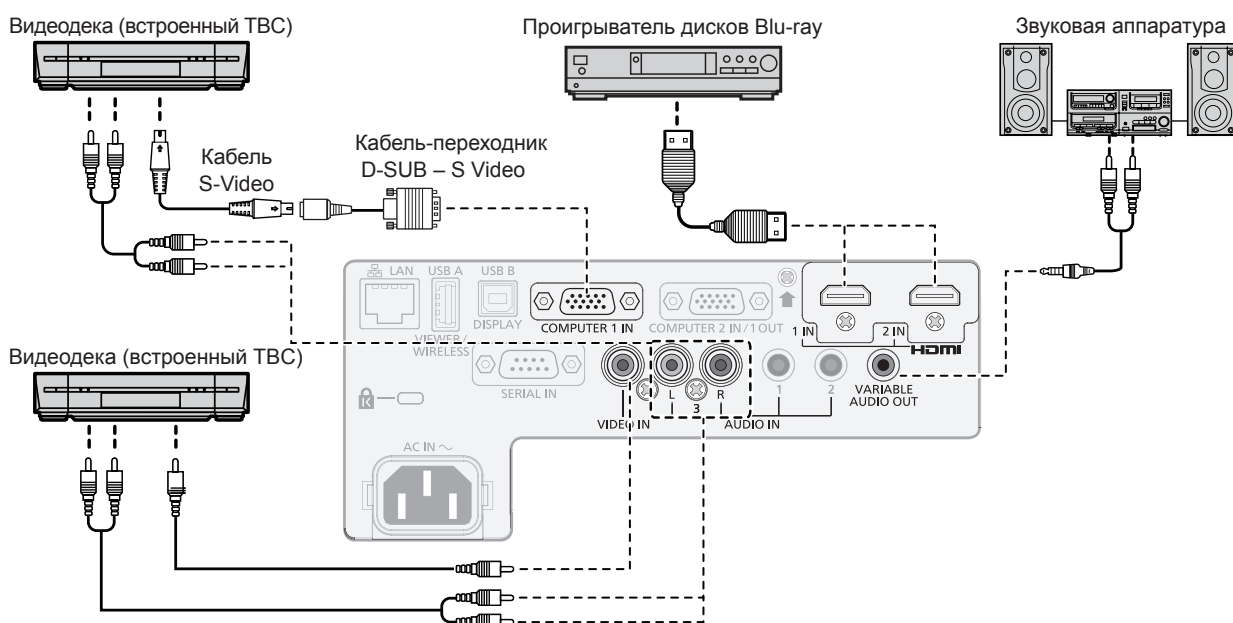 Видеодека (встроенный TBC)
Проигрыватель дисков Blu-ray
Звуковая аппаратура
Кабель
S-Video
Кабель-переходник
D-SUB – S Video
LAN
USB A
USB B
DISPLAY
VIEWER/
WIRELESS
COMPUTER 1 IN
COMPUTER 2 IN/1 OUT
1 IN
2 IN
HDMI
Видеодека (встроенный TBC)
SERIAL IN
K
L
R
3
1
2
VARIABLE
AUDIO OUT
VIDEO IN
AUDIO IN
AC IN ~